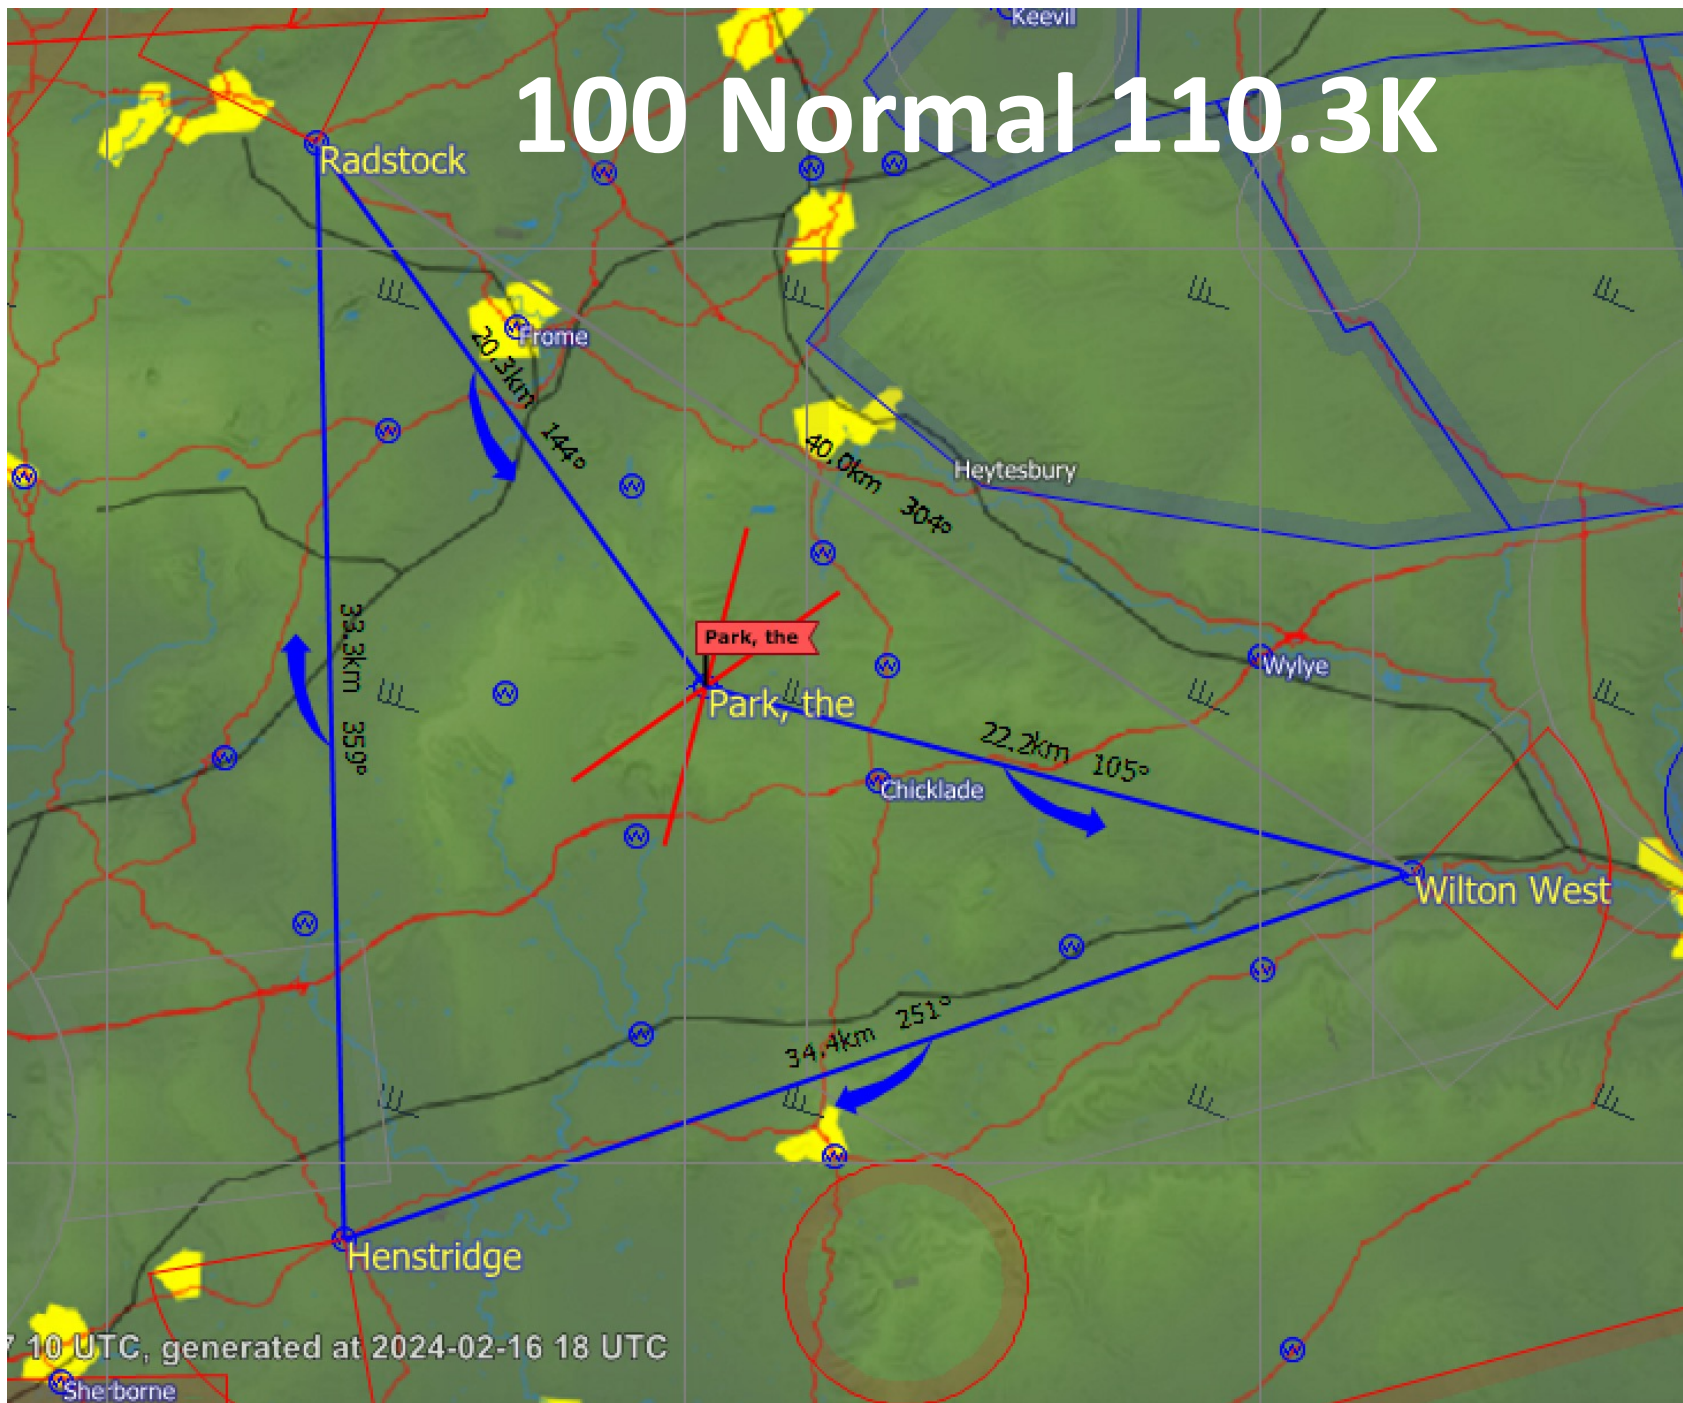 Keevil
100 Normal 110.3K
Radstock
Frome
20.3km 144°
40.0km 304°
Heytesbury
Park, the
Park, the
Wylye
33.3km 359°
22.2km 105°
Chicklade
Wilton West
34.4km 251°
Henstridge
7 10 UTC, generated at 2024-02-16 18 UTC
Sherborne